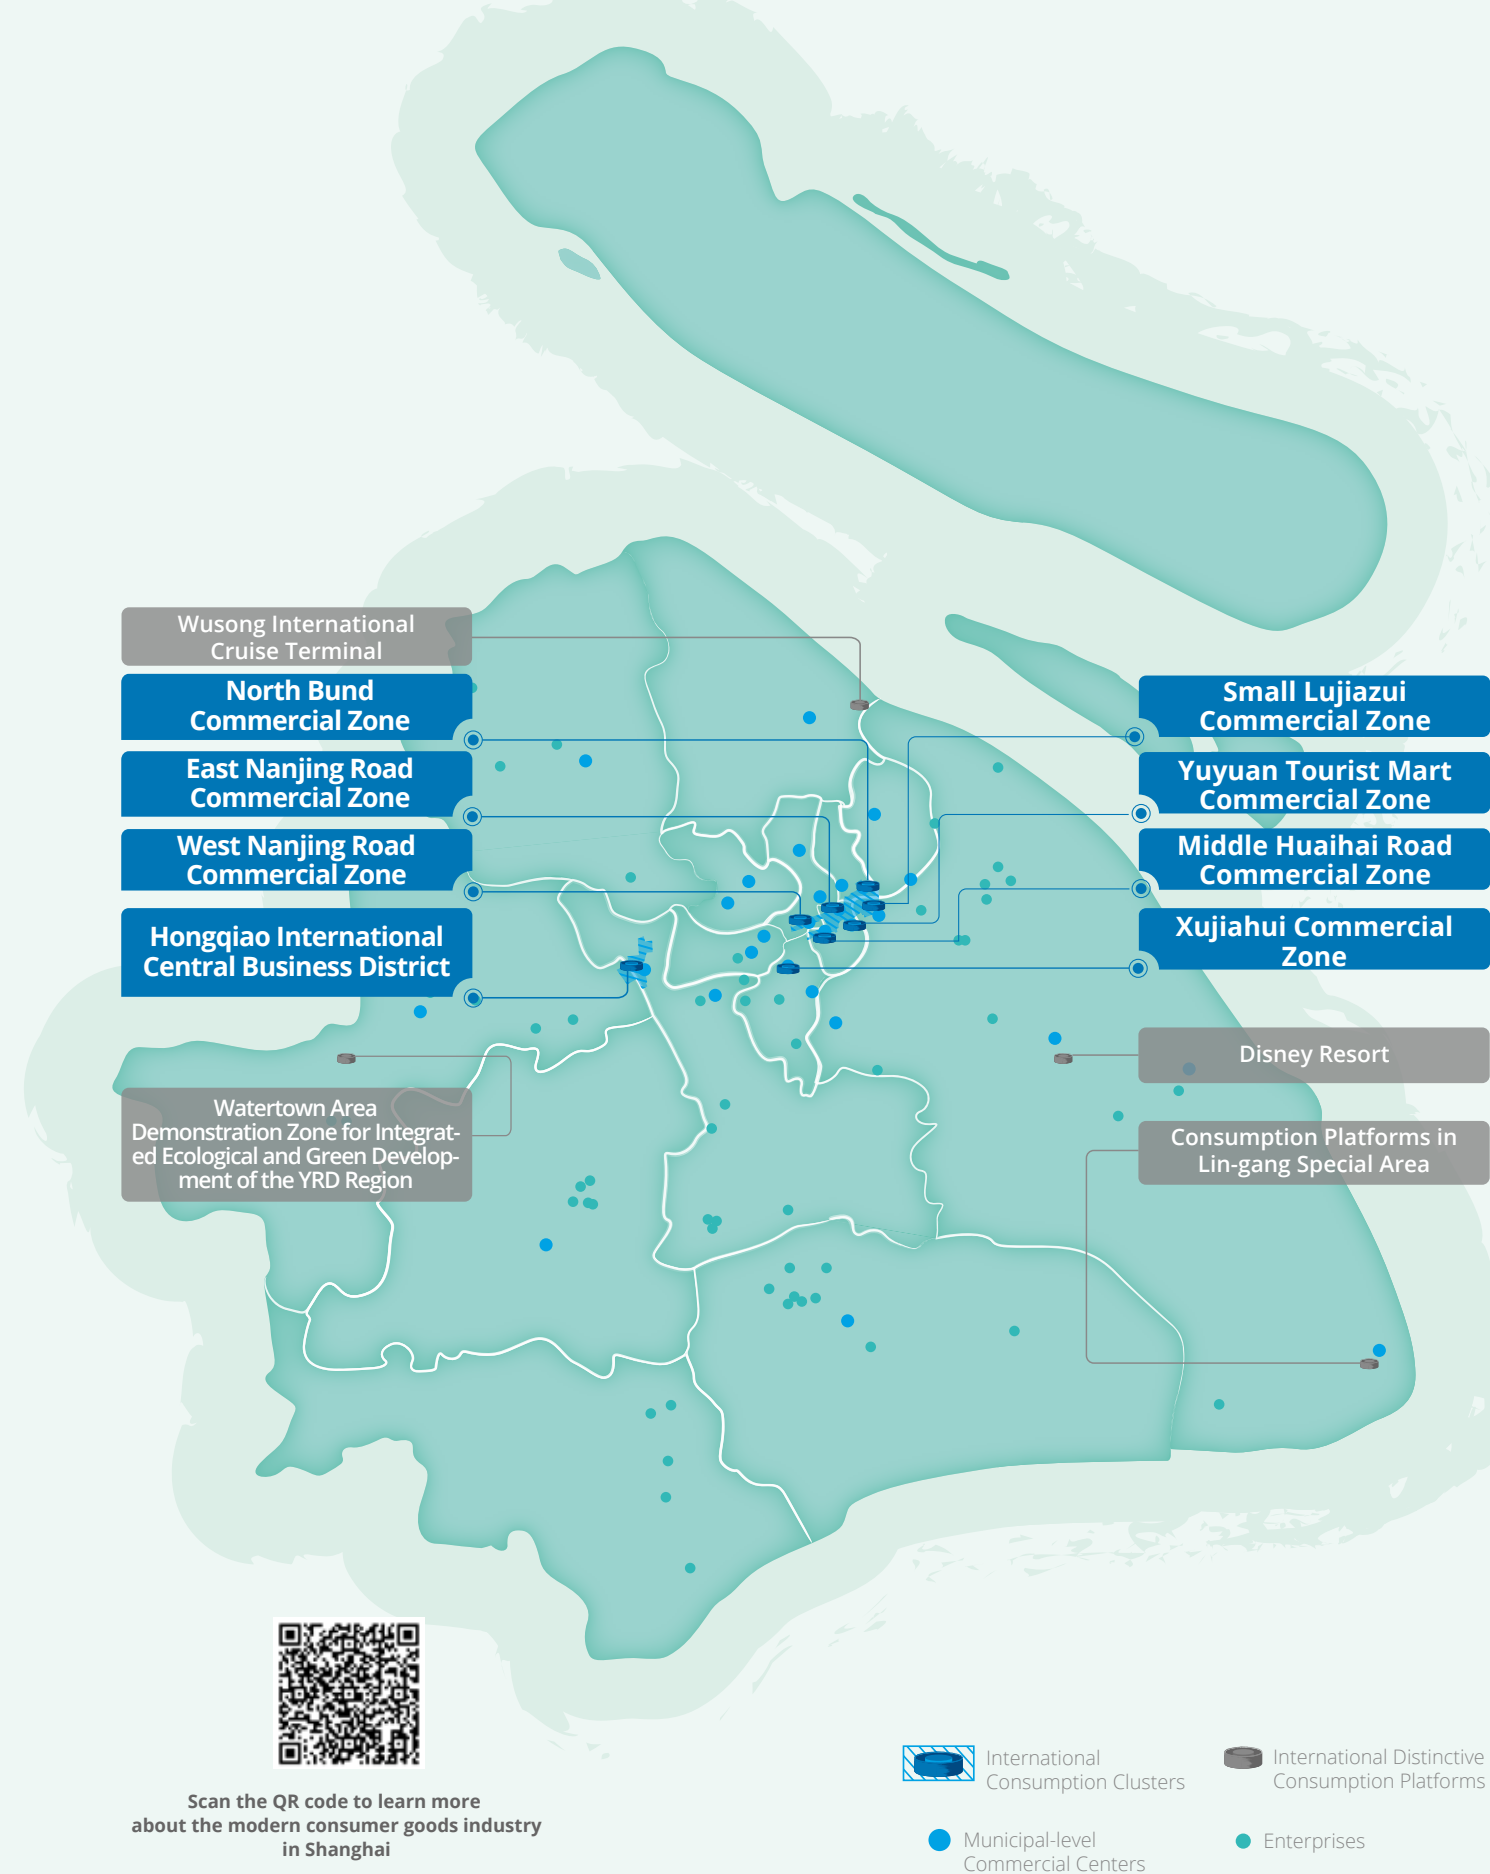 Wusong International
Cruise Terminal
North Bund
Commercial Zone
East Nanjing Road
Commercial Zone
West Nanjing Road
Commercial Zone
Hongqiao International
Central Business District
Watertown Area
Demonstration Zone for Integrat-
ed Ecological and Green Develop-
ment of the YRD Region
Small Lujiazui
Commercial Zone
Yuyuan Tourist Mart
Commercial Zone
Middle Huaihai Road
Commercial Zone
Xujiahui Commercial
Zone
Disney Resort
Consumption Platforms in
Lin-gang Special Area
Scan the QR code to learn more
about the modern consumer goods industry
in Shanghai
International
Consumption Clusters
International Distinctive
Consumption Platforms
Municipal-level
Commercial Centers
Enterprises